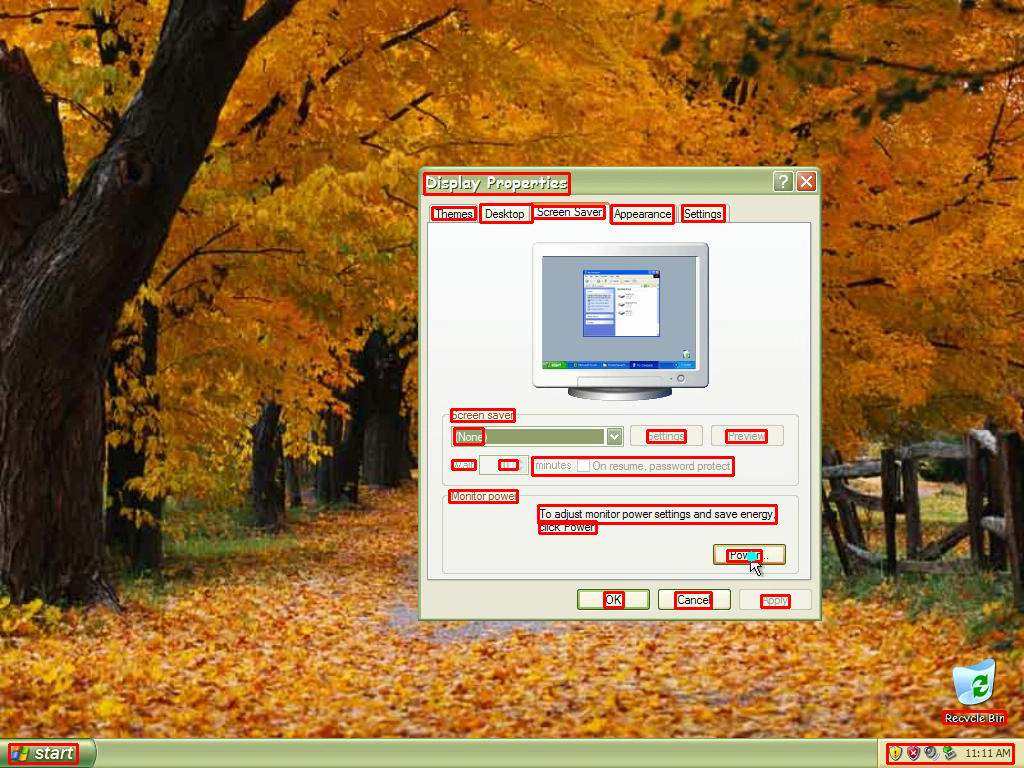 Display Properties
Themes Desktop Screen Saver Appearance Settings
Screen saver
(None
Settings Preview
Wait
minutes On resume, password protect
Monitor power
To adjust monitor power settings and save energy,
click Power.
Power...
OK Cancel Apply
Recycle Bin
start
11:11 AM